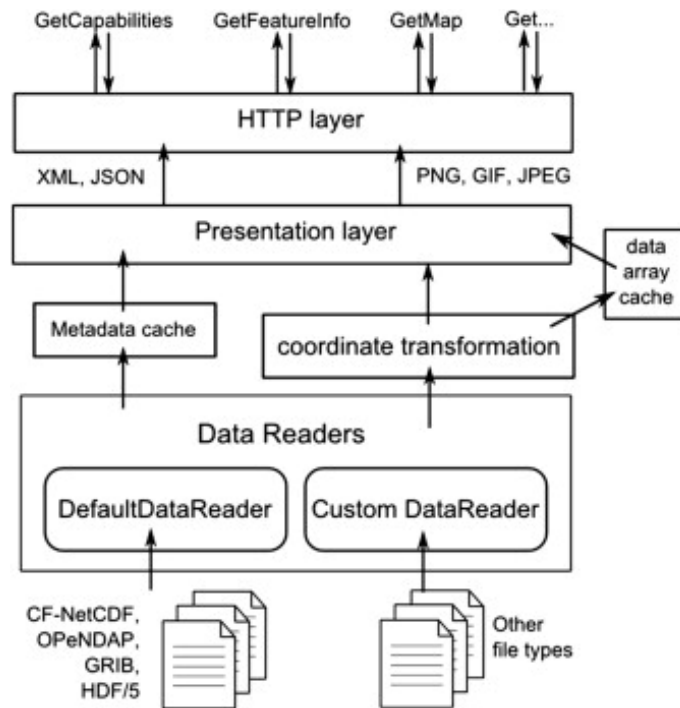 GetCapabilities GetFeatureInfo GetMap Get...
HTTP layer
XML, JSON PNG, GIF, JPEG
Presentation layer
data
array
cache
Metadata cache
coordinate transformation
Data Readers
DefaultDataReader Custom DataReader
CF-NetCDF,
OPeNDAP,
GRIB,
HDF/5
Other
file types